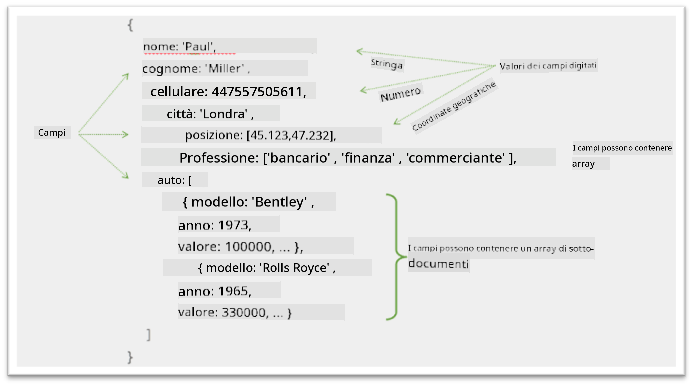 {
nome: 'Paul',
cognome: 'Miller' ,
cellulare: 447557505611,
città: 'Londra' ,
posizione: [45.123,47.232],
Professione: ['bancario' , 'finanza' , 'commerciante' ],
auto: [
{ modello: 'Bentley' ,
anno: 1973,
valore: 100000, ... },
{ modello: 'Rolls Royce' ,
anno: 1965,
valore: 330000, ... }
]
}
Campi
Stringa
Numero
Coordinate geografiche
Valori dei campi digitati
I campi possono contenere
array
I campi possono contenere un array di sotto-
documenti